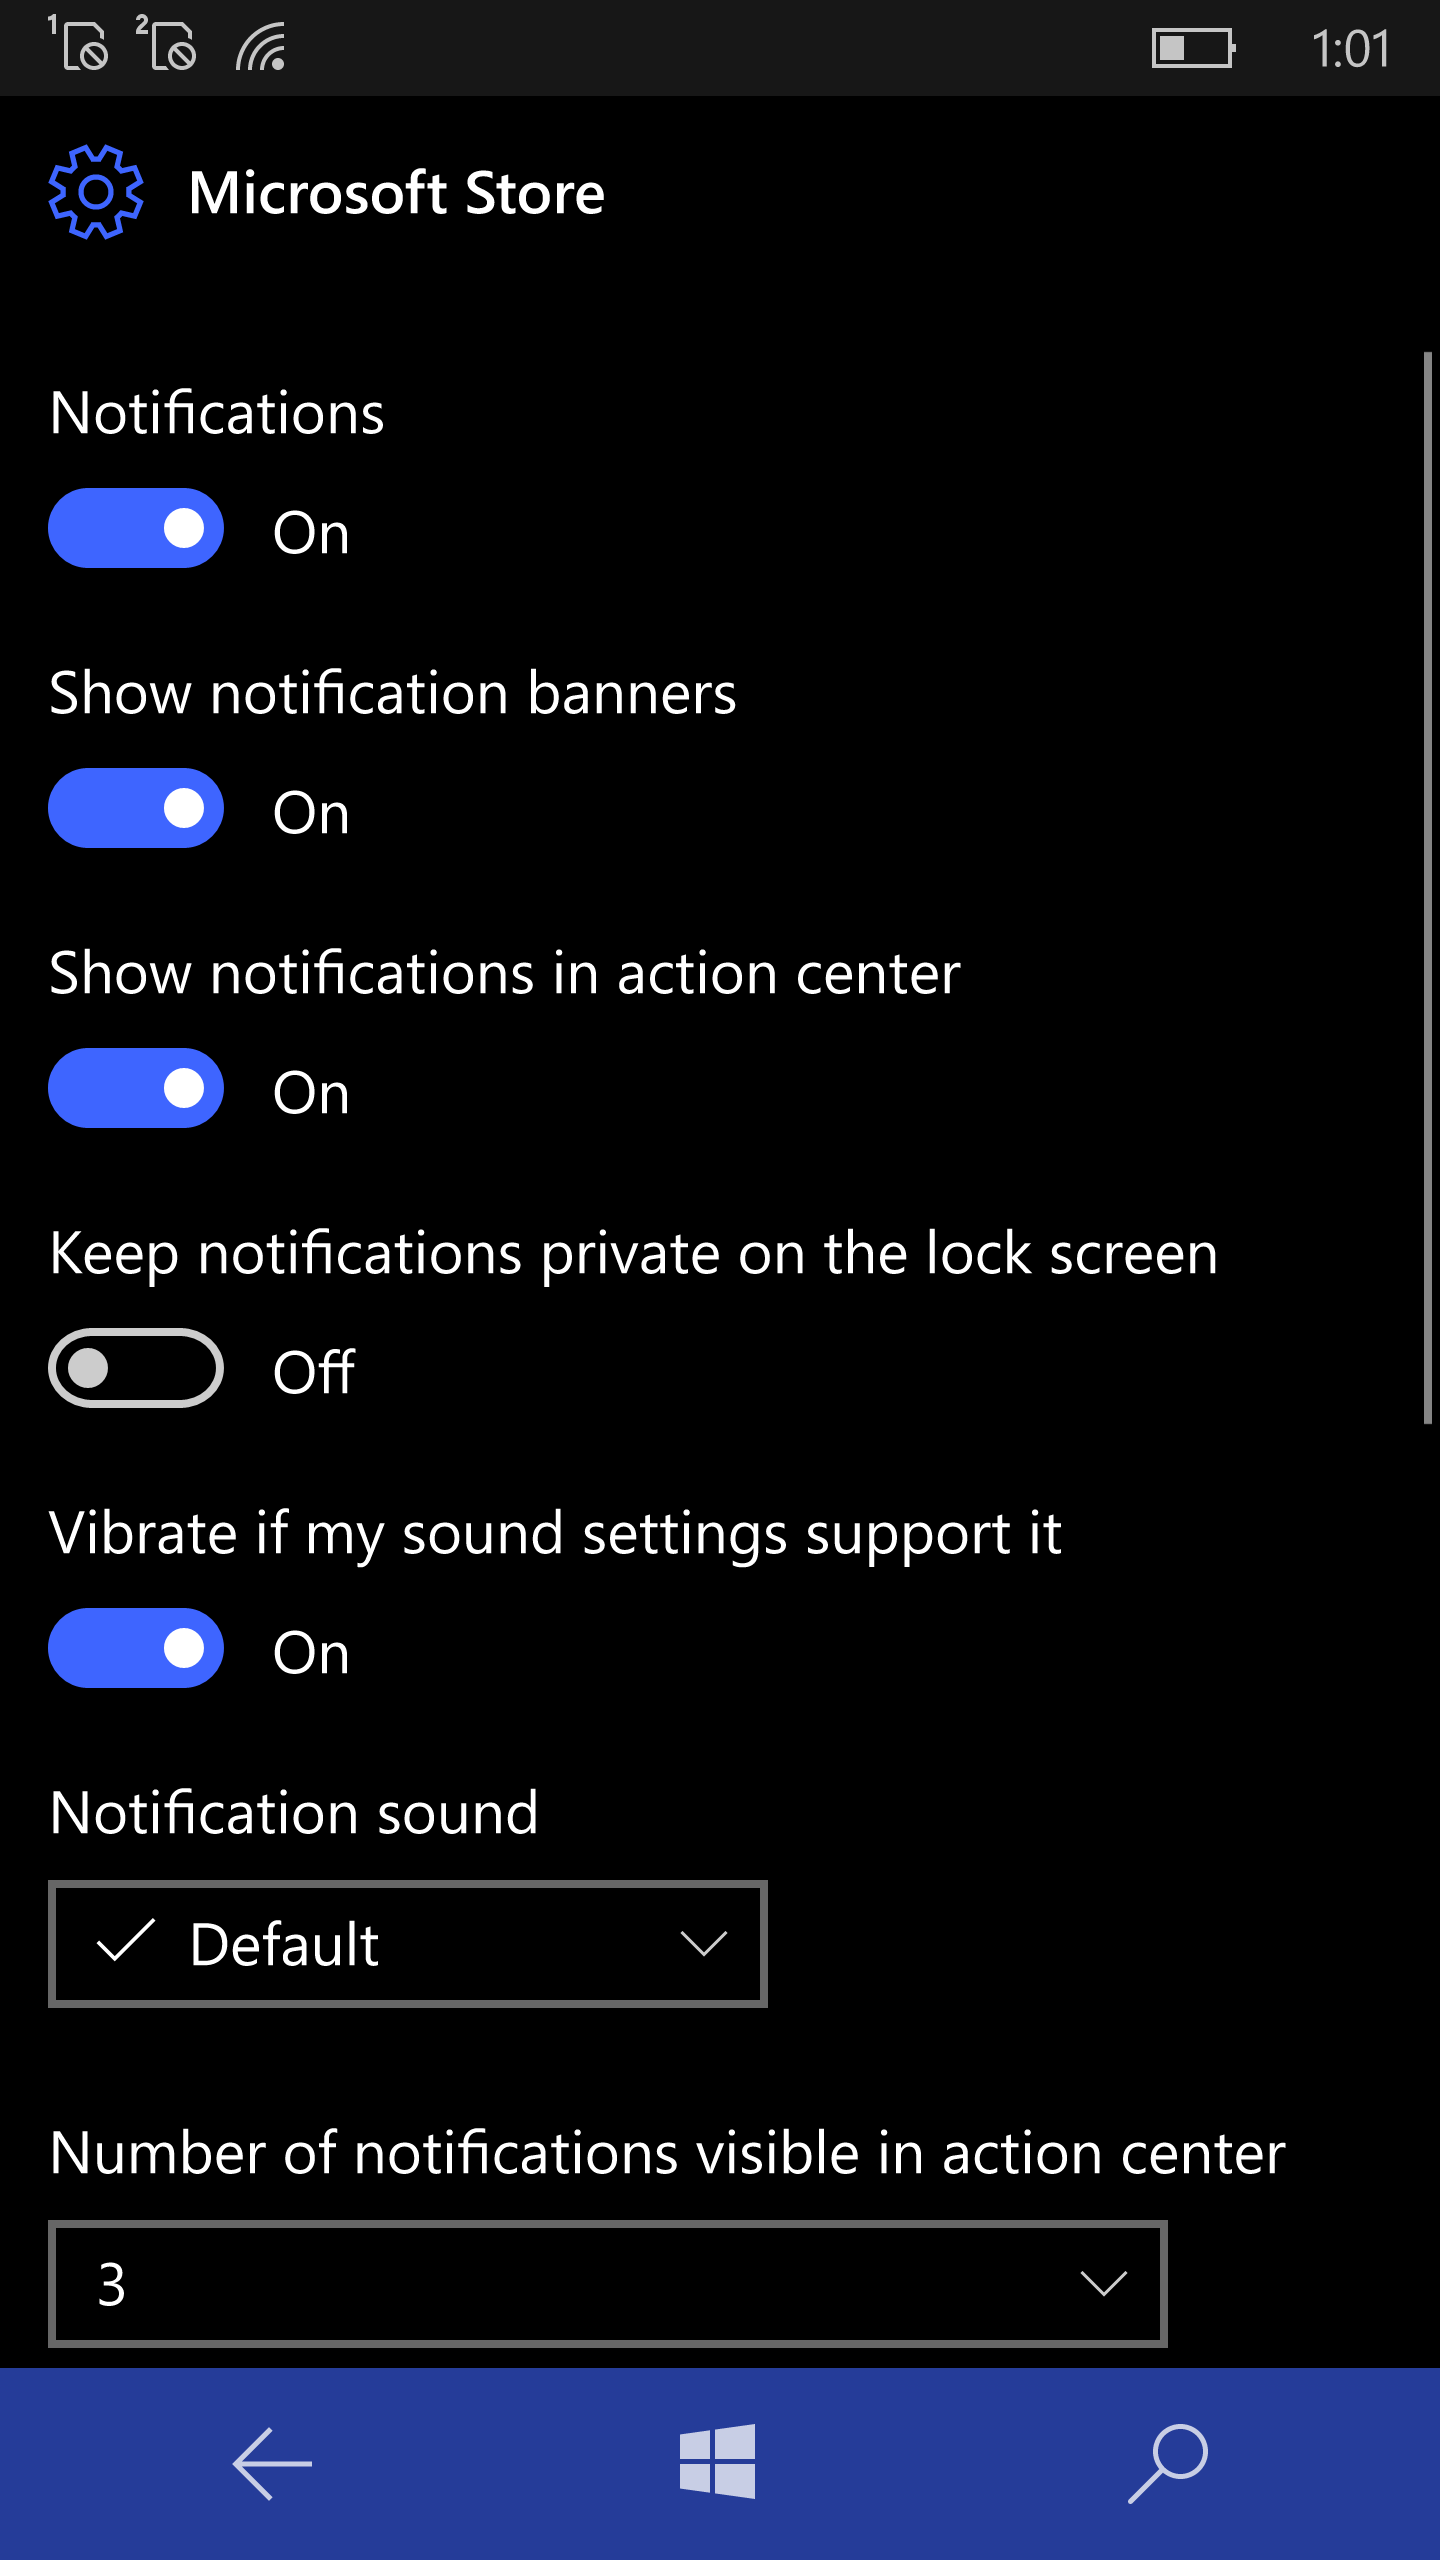 1 2 1:01
Microsoft Store
Notifications
On
Show notification banners
On
Show notifications in action center
On
Keep notifications private on the lock screen
Off
Vibrate if my sound settings support it
On
Notification sound
Default
Number of notifications visible in action center
3